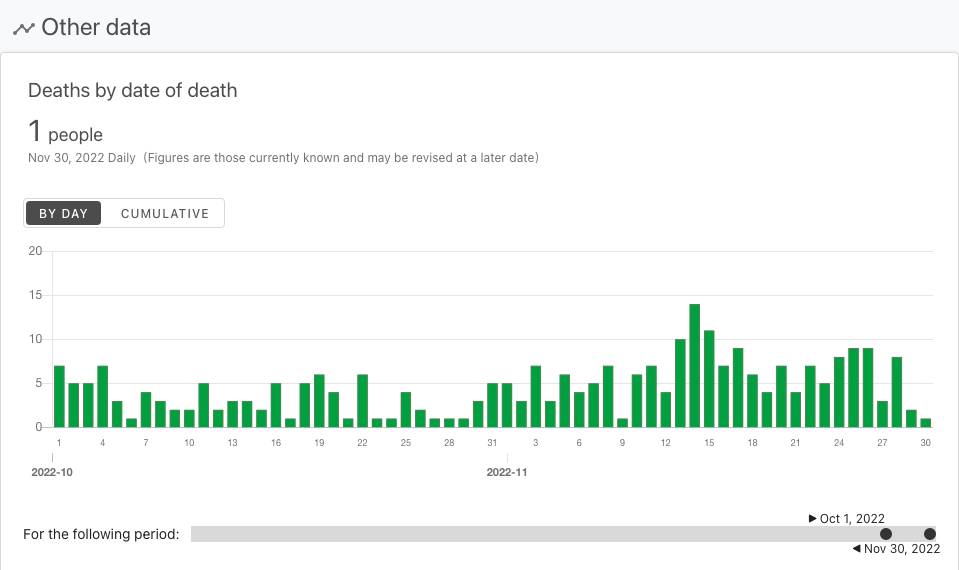 Other data
Deaths by date of death
1 people
Nov 30, 2022 Daily (Figures are those currently known and may be revised at a later date)
BY DAY CUMULATIVE
20
15
10
5
0
1 4 7 10 13 16 19 22 25 28 31 3 6 9 12 15 18 21 24 27 30
2022-10 2022-11
Oct 1, 2022
For the following period:
Nov 30, 2022